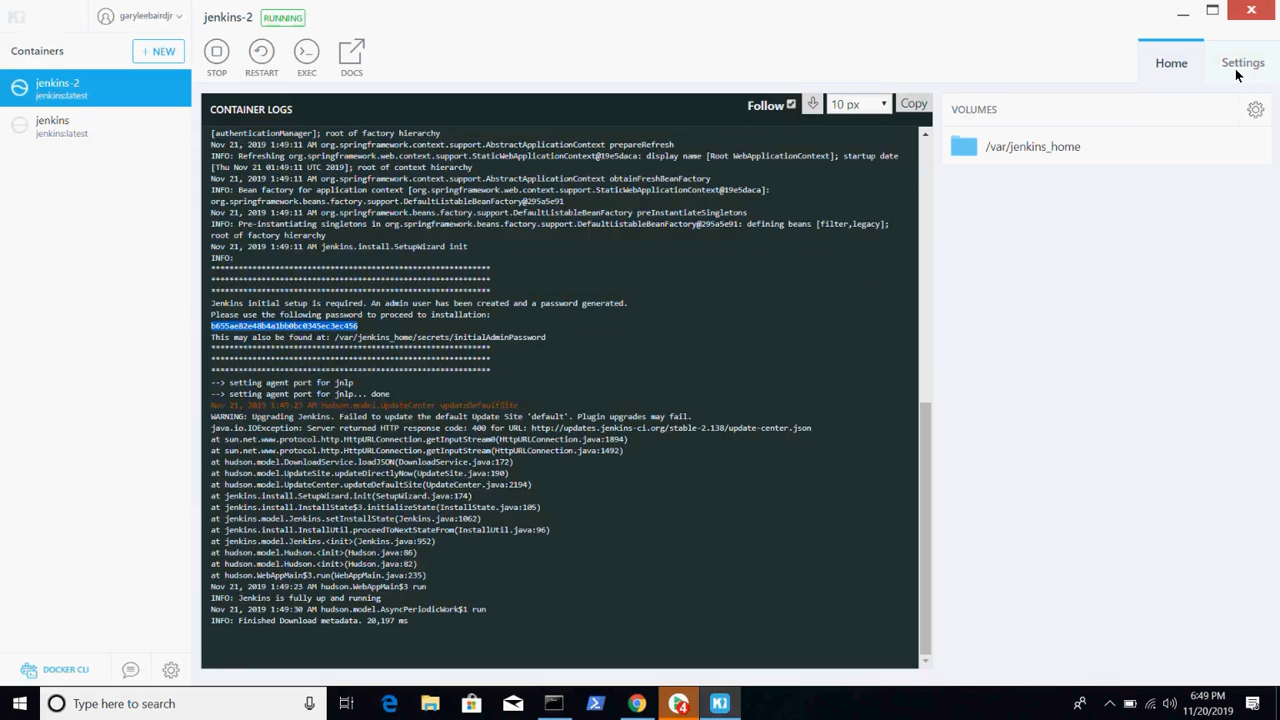 garyleebairdjr
jenkins-2 RUNNING
Containers
+ NEW
jenkins-2
jenkins:latest
jenkins
jenkins:latest
STOP
RESTART
EXEC
DOCS
Home
Settings
CONTAINER LOGS
Follow
10 px
Copy
VOLUMES
/var/jenkins_home
[authenticationManager]; root of factory hierarchy
Nov 21, 2019 1:49:11 AM org.springframework.context.support.AbstractApplicationContext prepareRefresh
INFO: Refreshing org.springframework.web.context.support.StaticWebApplicationContext@19e5daca: display name [Root WebApplicationContext]; startup date
[Thu Nov 21 01:49:11 UTC 2019]; root of context hierarchy
Nov 21, 2019 1:49:11 AM org.springframework.context.support.AbstractApplicationContext obtainFreshBeanFactory
INFO: Bean factory for application context [org.springframework.web.context.support.StaticWebApplicationContext@19e5daca]:
org.springframework.beans.factory.support.DefaultListableBeanFactory@295a5e91
Nov 21, 2019 1:49:11 AM org.springframework.beans.factory.support.DefaultListableBeanFactory preInstantiateSingletons
INFO: Pre-instantiating singletons in org.springframework.beans.factory.support.DefaultListableBeanFactory@295a5e91: defining beans [filter,legacy];
root of factory hierarchy
Nov 21, 2019 1:49:11 AM jenkins.install.SetupWizard init
INFO:
*************************************************************
*************************************************************
*************************************************************
Jenkins initial setup is required. An admin user has been created and a password generated.
Please use the following password to proceed to installation:
b655ae82e48b4a1bb0bc0345ec3ec456
This may also be found at: /var/jenkins_home/secrets/initialAdminPassword
*************************************************************
*************************************************************
*************************************************************
--> setting agent port for jnlp
--> setting agent port for jnlp... done
Nov 21, 2019 1:49:23 AM hudson.model.UpdateCenter updateDefaultSite
WARNING: Upgrading Jenkins. Failed to update the default Update Site 'default'. Plugin upgrades may fail.
java.io.IOException: Server returned HTTP response code: 400 for URL: http://updates.jenkins-ci.org/stable-2.138/update-center.json
at sun.net.www.protocol.http.HttpURLConnection.getInputStream0(HttpURLConnection.java:1894)
at sun.net.www.protocol.http.HttpURLConnection.getInputStream(HttpURLConnection.java:1492)
at hudson.model.DownloadService.loadJSON(DownloadService.java:172)
at hudson.model.UpdateSite.updateDirectlyNow(UpdateSite.java:190)
at hudson.model.UpdateCenter.updateDefaultSite(UpdateCenter.java:2194)
at jenkins.install.SetupWizard.init(SetupWizard.java:174)
at jenkins.install.InstallState$3.initializeState(InstallState.java:105)
at jenkins.model.Jenkins.setInstallState(Jenkins.java:1062)
at jenkins.install.InstallUtil.proceedToNextStateFrom(InstallUtil.java:96)
at jenkins.model.Jenkins.<init>(Jenkins.java:952)
at hudson.model.Hudson.<init>(Hudson.java:86)
at hudson.model.Hudson.<init>(Hudson.java:82)
at hudson.WebAppMain$3.run(WebAppMain.java:235)
Nov 21, 2019 1:49:23 AM hudson.WebAppMain$3 run
INFO: Jenkins is fully up and running
Nov 21, 2019 1:49:30 AM hudson.model.AsyncPeriodicWork$1 run
INFO: Finished Download metadata. 20,197 ms
DOCKER CLI
Type here to search
4
6:49 PM
11/20/2019